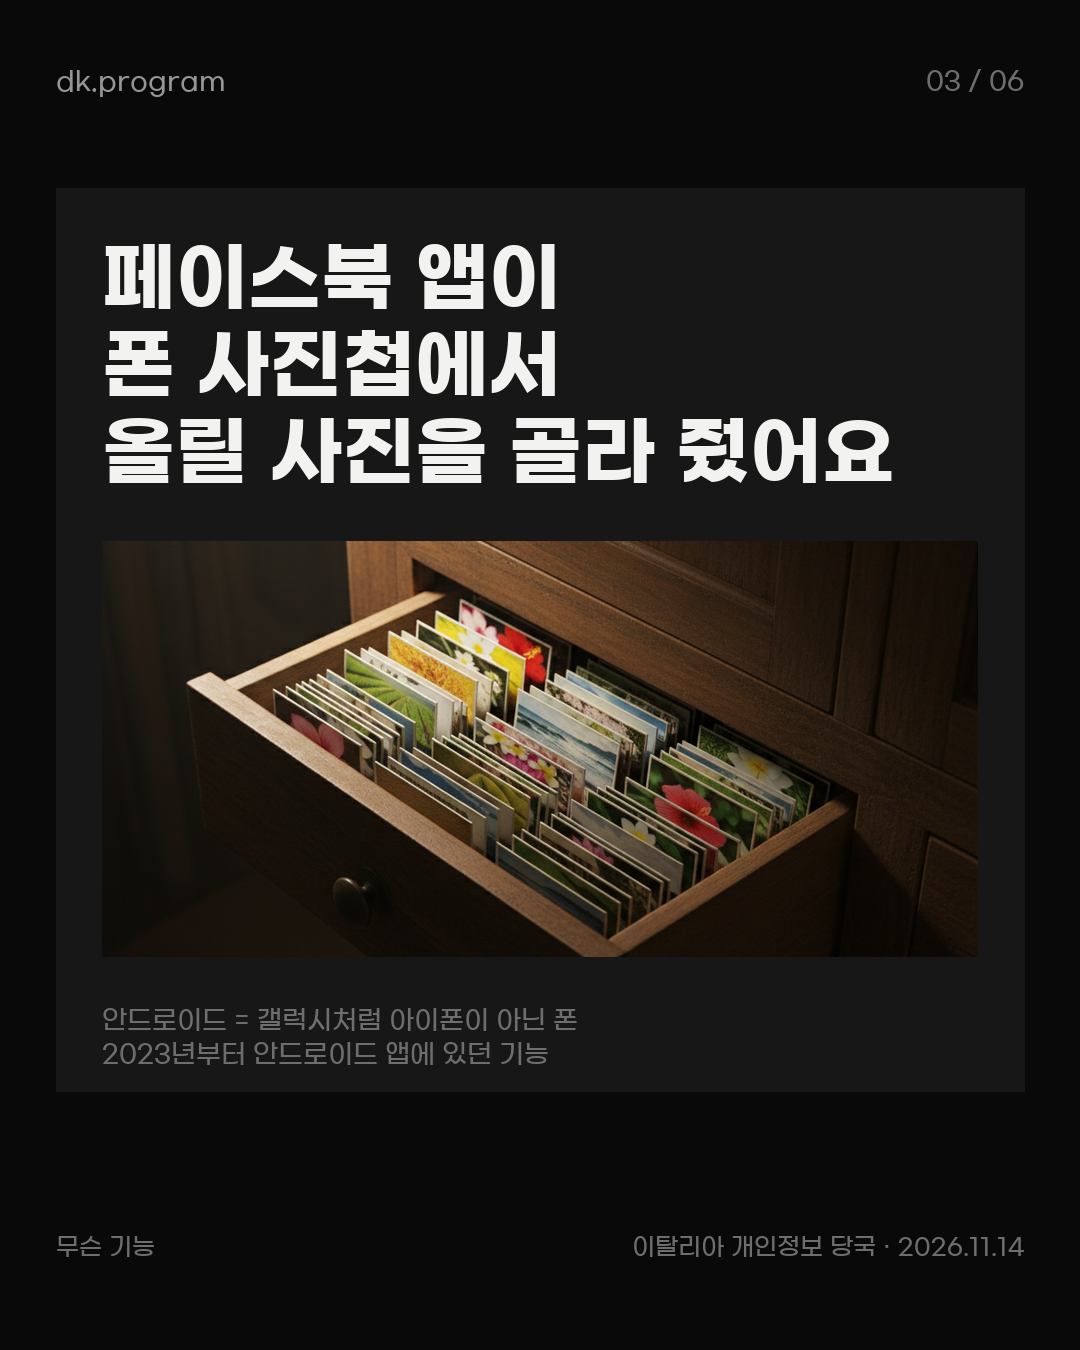 dk.program
03 / 06
페이스북 앱이
폰 사진첩에서
올릴 사진을 골라 줬어요
안드로이드 = 갤럭시처럼 아이폰이 아닌 폰
2023년부터 안드로이드 앱에 있던 기능
무슨 기능
이탈리아 개인정보 당국 · 2026.11.14